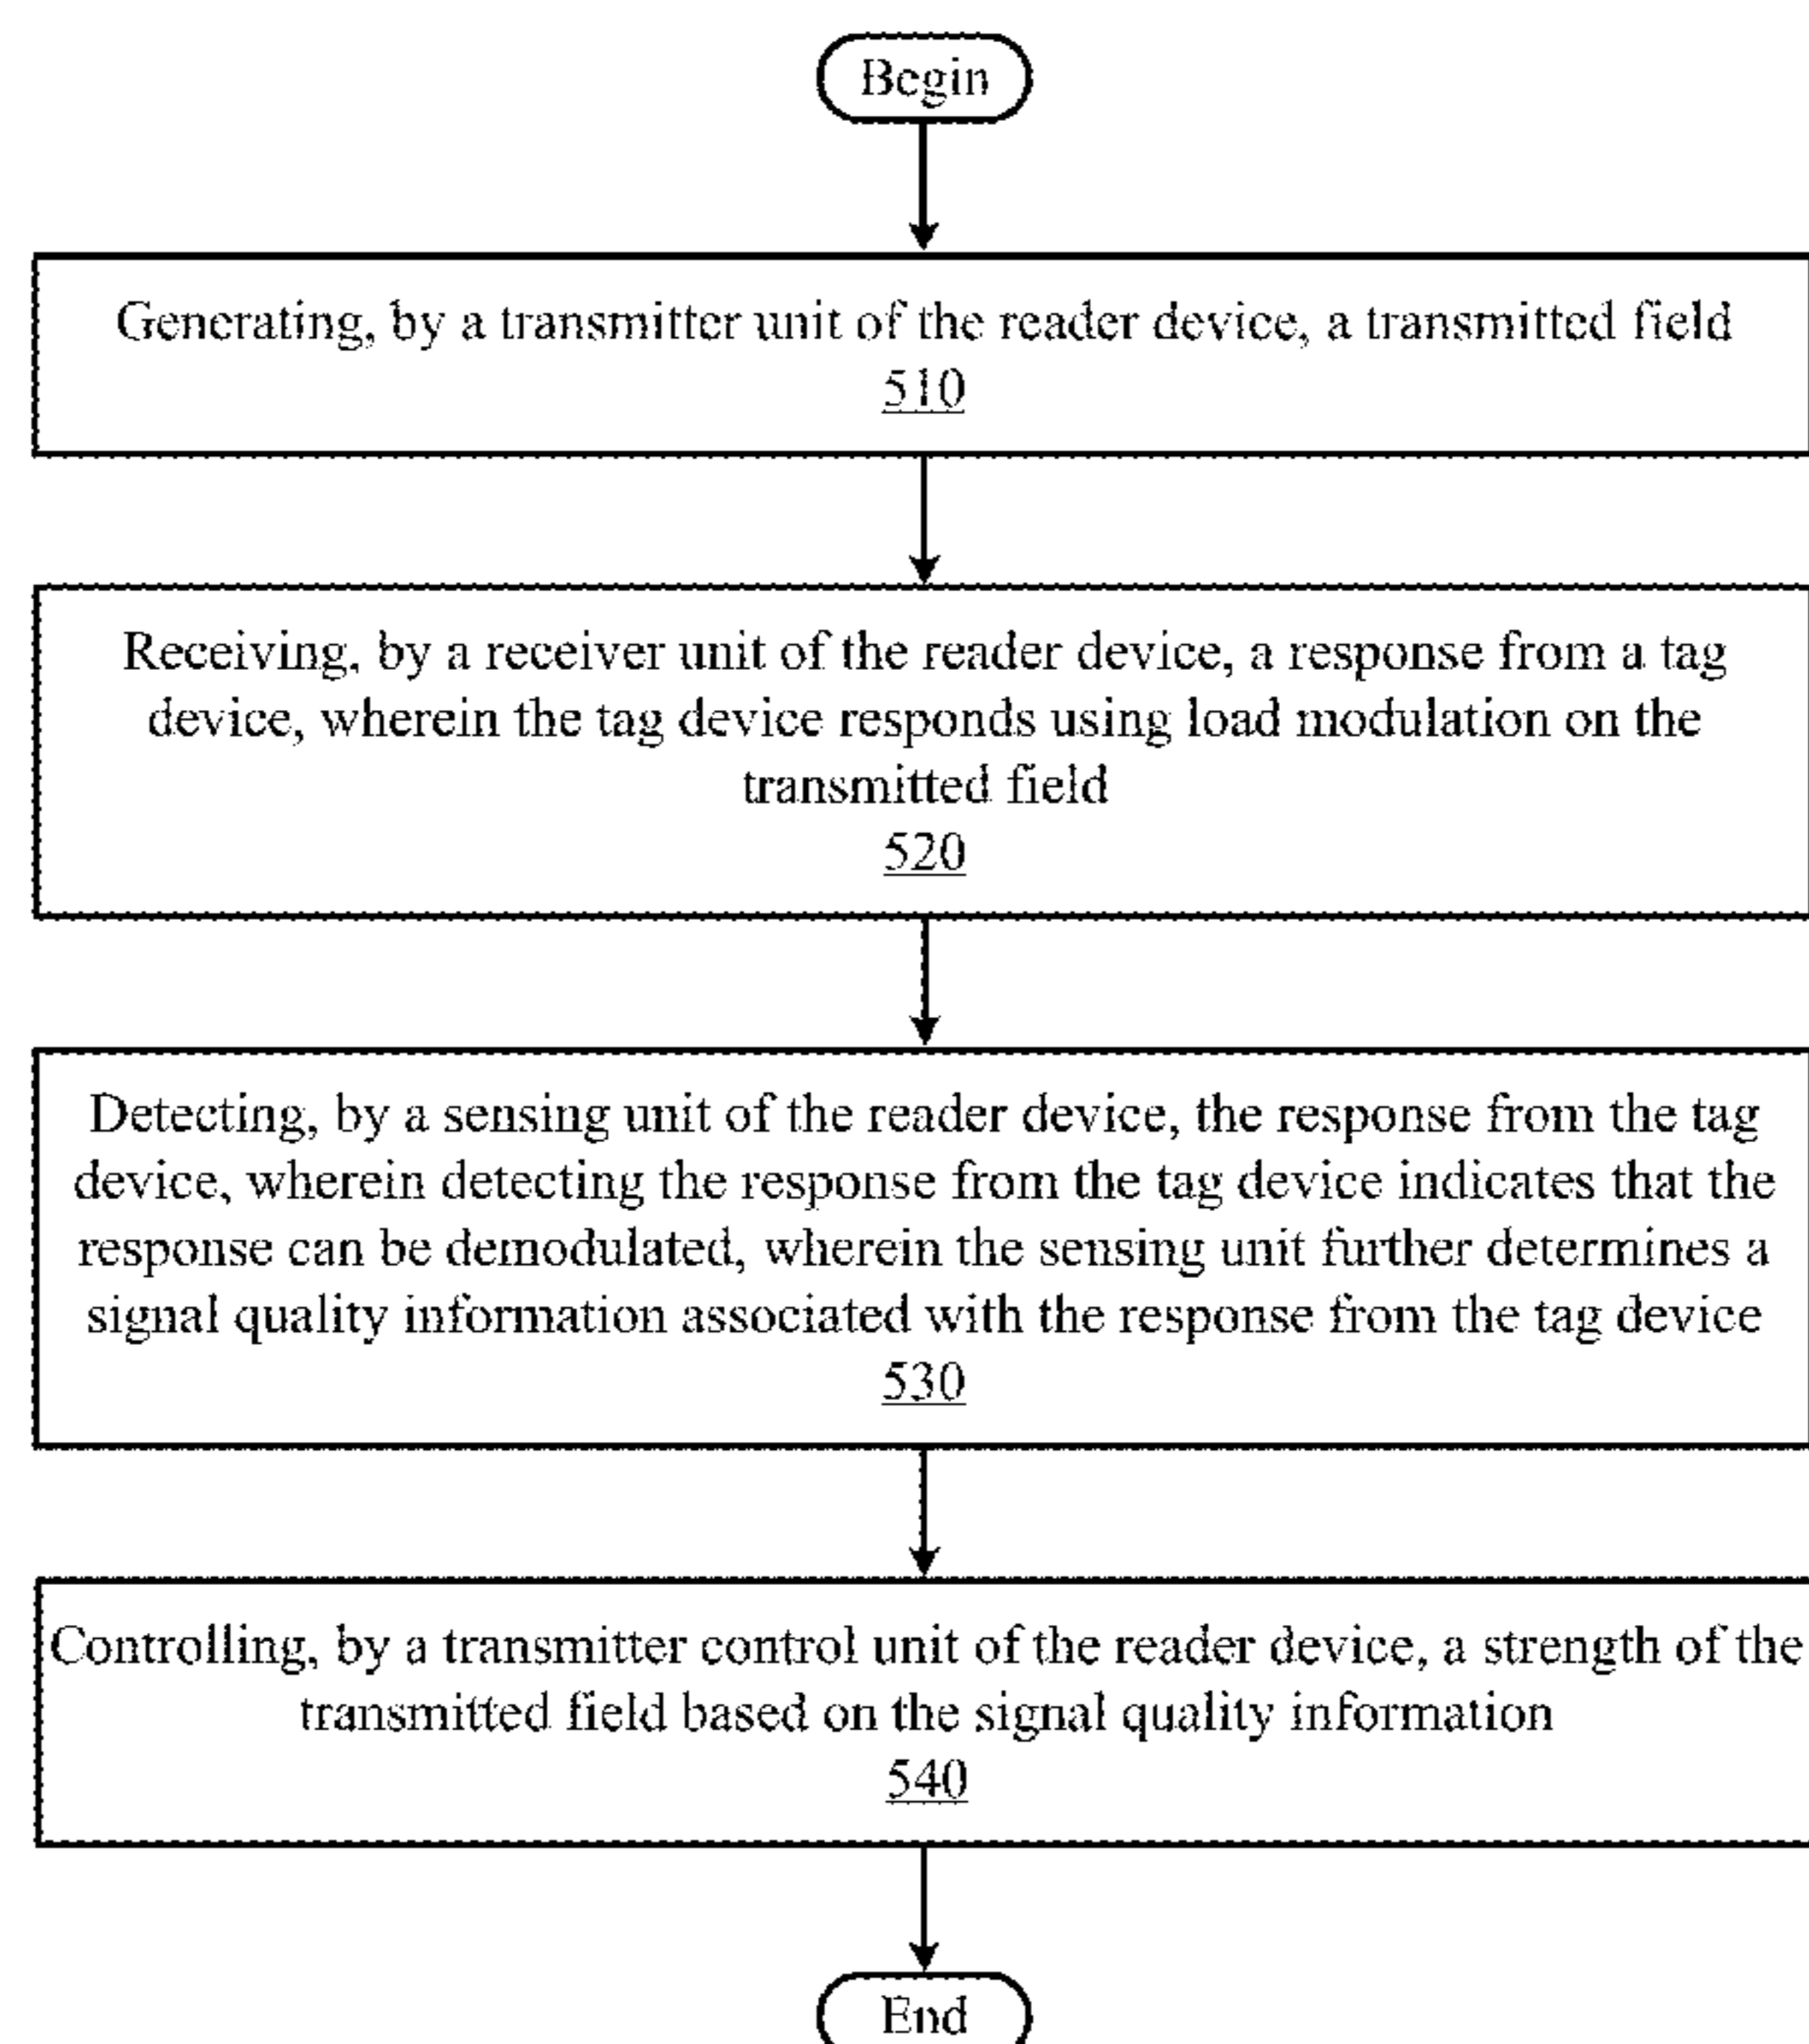 Begin
Generating, by a transmitter unit of the reader device, a transmitted field
510
Receiving, by a receiver unit of the reader device, a response from a tag
device, wherein the tag device responds using load modulation on the
transmitted field
520
Detecting, by a sensing unit of the reader device, the response from the tag
device, wherein detecting the response from the tag device indicates that the
response can be demodulated, wherein the sensing unit further determines a
signal quality information associated with the response from the tag device
530
Controlling, by a transmitter control unit of the reader device, a strength of the
transmitted field based on the signal quality information
540
End